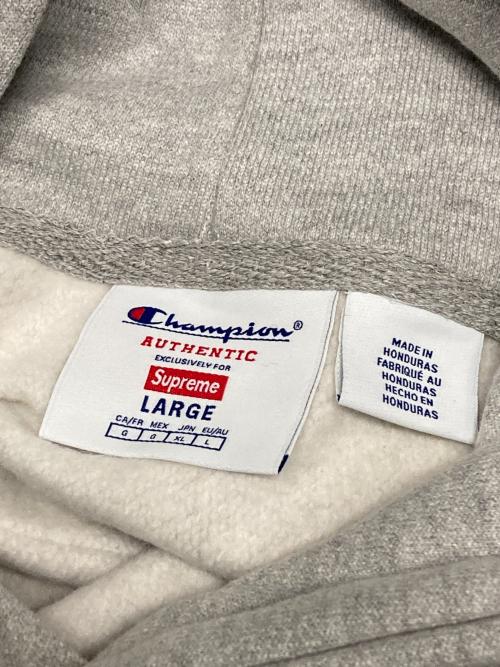 Champion®
AUTHENTIC
EXCLUSIVELY FOR
Supreme
LARGE
CA/FR MEX JPN EU/AU
G G XL L
MADE IN
HONDURAS
FABRIQUÉ AU
HONDURAS
HECHO EN
HONDURAS